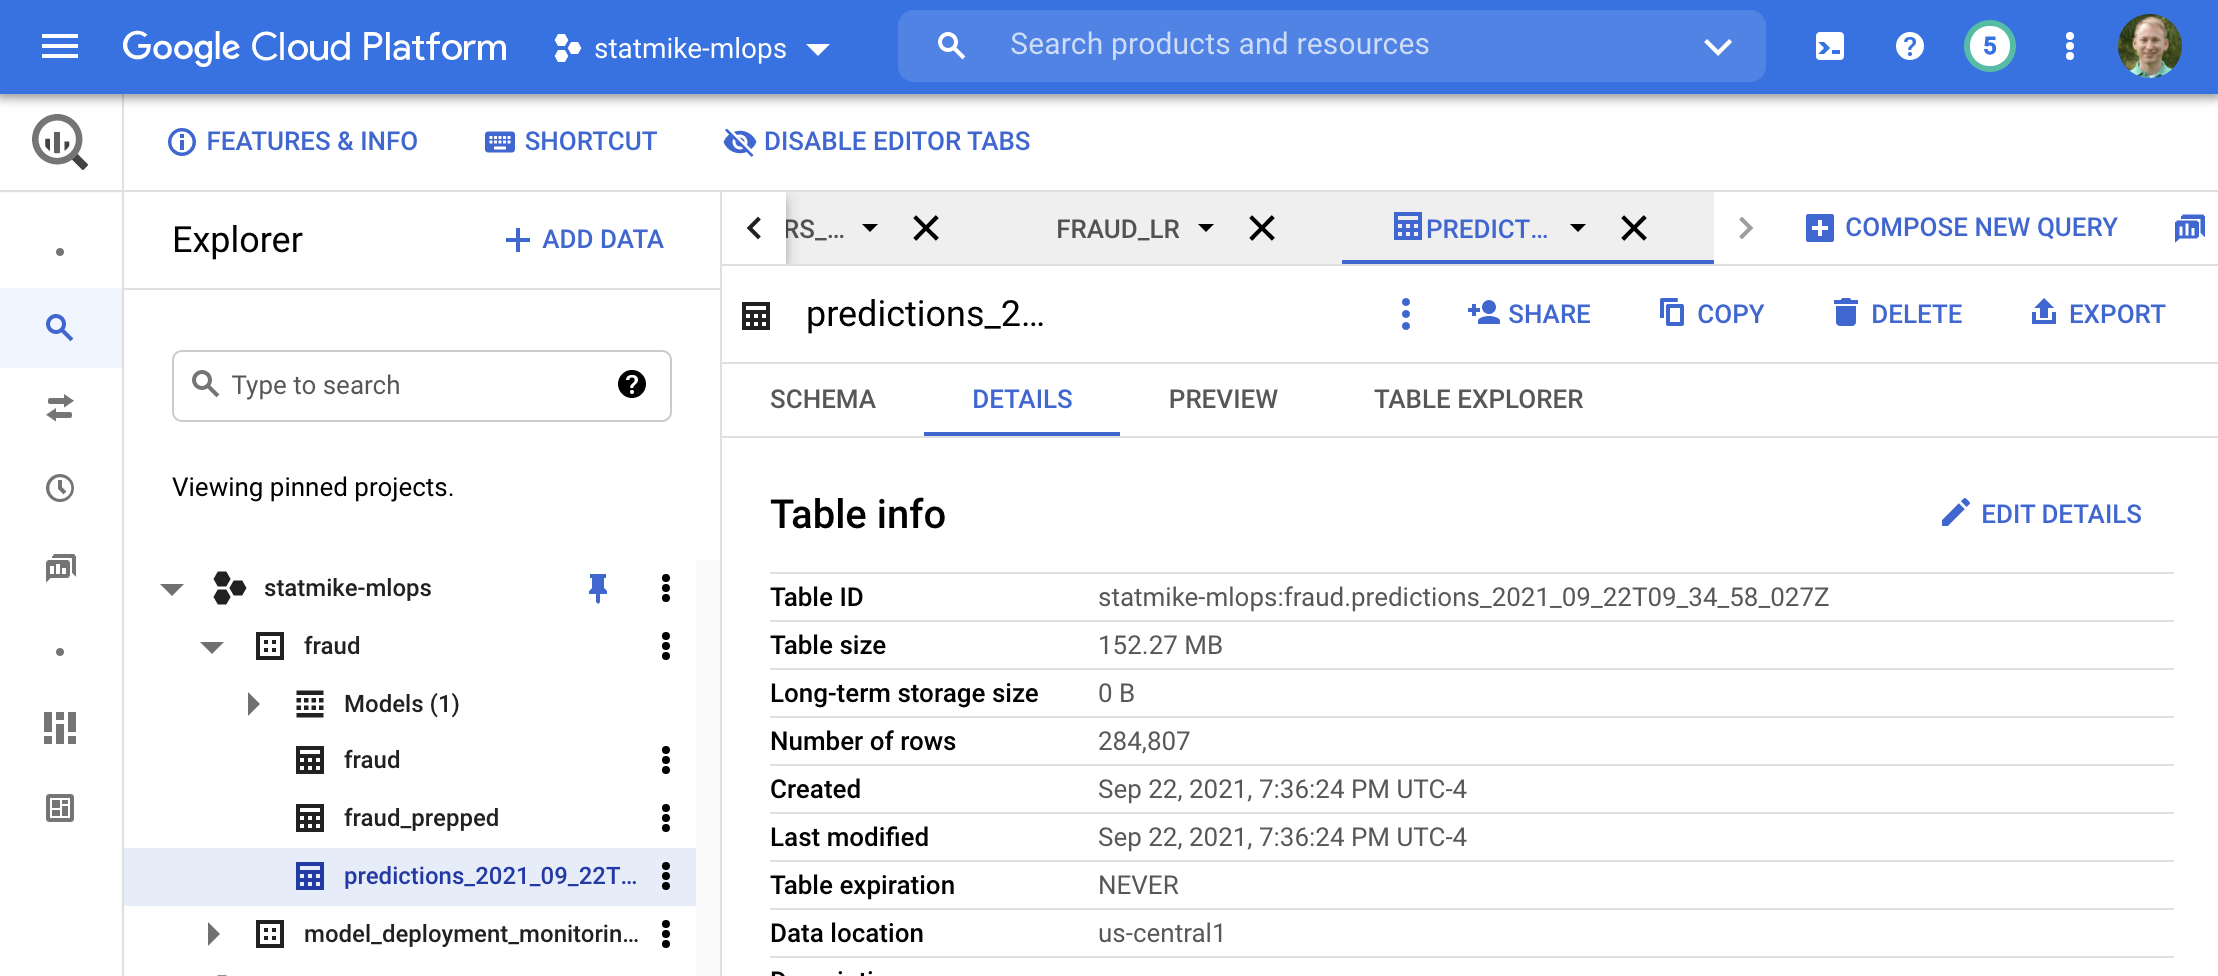 Google Cloud Platform
statmike-mlops
Search products and resources
5
FEATURES & INFO
SHORTCUT
DISABLE EDITOR TABS
Explorer
ADD DATA
RS_...
FRAUD_LR
PREDICT...
COMPOSE NEW QUERY
predictions_2...
SHARE
COPY
DELETE
EXPORT
Type to search
SCHEMA
DETAILS
PREVIEW
TABLE EXPLORER
Viewing pinned projects.
statmike-mlops
fraud
Models (1)
fraud
fraud_prepped
predictions_2021_09_22T...
model_deployment_monitorin...
Table info
EDIT DETAILS
Table ID statmike-mlops:fraud.predictions_2021_09_22T09_34_58_027Z
Table size 152.27 MB
Long-term storage size 0 B
Number of rows 284,807
Created Sep 22, 2021, 7:36:24 PM UTC-4
Last modified Sep 22, 2021, 7:36:24 PM UTC-4
Table expiration NEVER
Data location us-central1